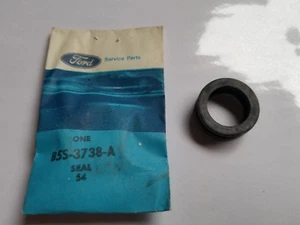 Ford Service Parts
ONE
B5S-3738-A
SEAL
54